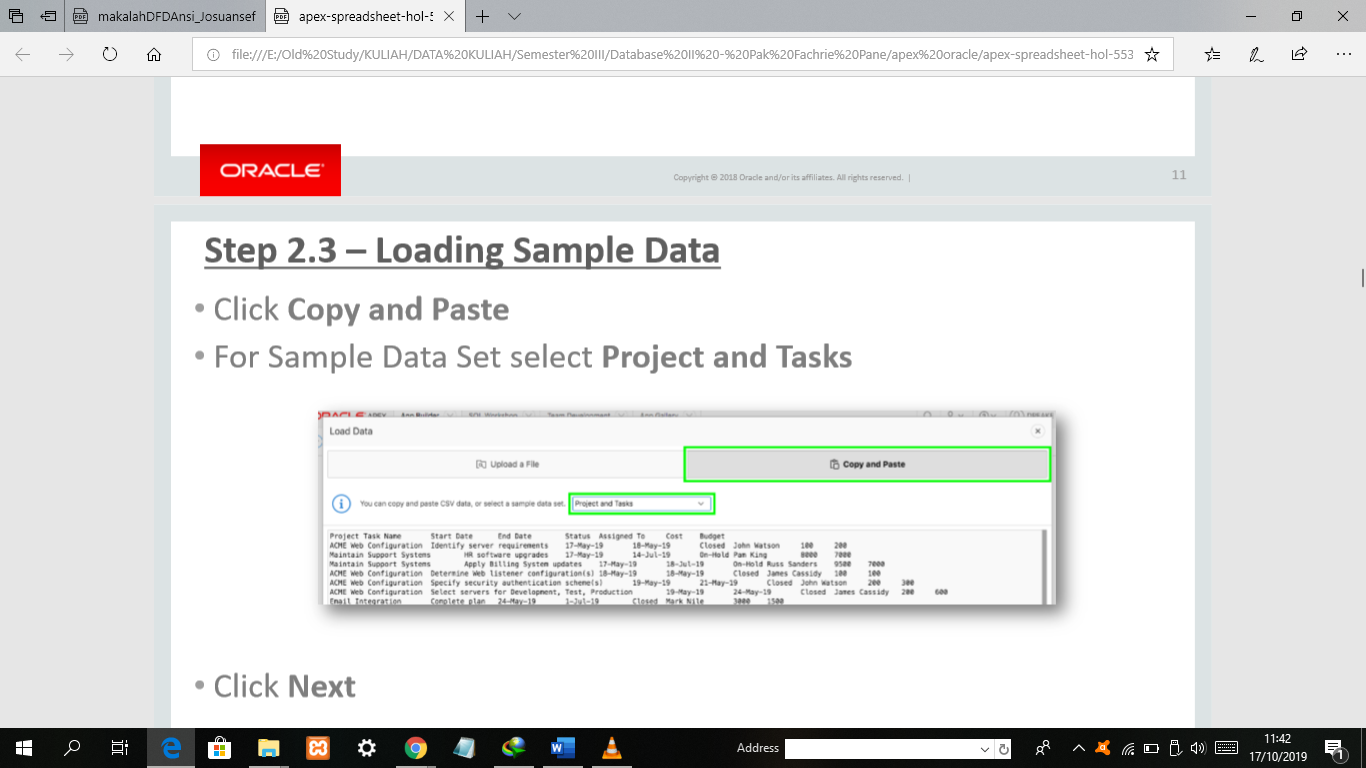 makalahDFDAnsi_Josuansef
apex-spreadsheet-hol-5
file:///E:/Old%20Study/KULIAH/DATA%20KULIAH/Semester%20III/Database%20II%20-%20Pak%20Fachrie%20Pane/apex%20oracle/apex-spreadsheet-hol-553
ORACLE
Copyright © 2018 Oracle and/or its affiliates. All rights reserved. |
11
Step 2.3 – Loading Sample Data
• Click Copy and Paste
• For Sample Data Set select Project and Tasks
ORACLE APEX App Builder SQL Workshop Team Development App Gallery
Load Data
Upload a File
Copy and Paste
You can copy and paste CSV data, or select a sample data set. Project and Tasks
Project Task Name Start Date End Date Status Assigned To Cost Budget
ACME Web Configuration Identify server requirements 17-May-19 18-May-19 Closed John Watson 100 200
Maintain Support Systems HR software upgrades 17-May-19 14-Jul-19 On-Hold Pam King 8000 7000
Maintain Support Systems Apply Billing System updates 17-May-19 18-Jul-19 On-Hold Russ Sanders 9500 7000
ACME Web Configuration Determine Web listener configuration(s) 18-May-19 18-May-19 Closed James Cassidy 100 100
ACME Web Configuration Specify security authentication scheme(s) 19-May-19 21-May-19 Closed John Watson 200 300
ACME Web Configuration Select servers for Development, Test, Production 19-May-19 24-May-19 Closed James Cassidy 200 600
Email Integration Complete plan 24-May-19 1-Jul-19 Closed Mark Nile 3000 1500
• Click Next
Address
11:42
17/10/2019
1